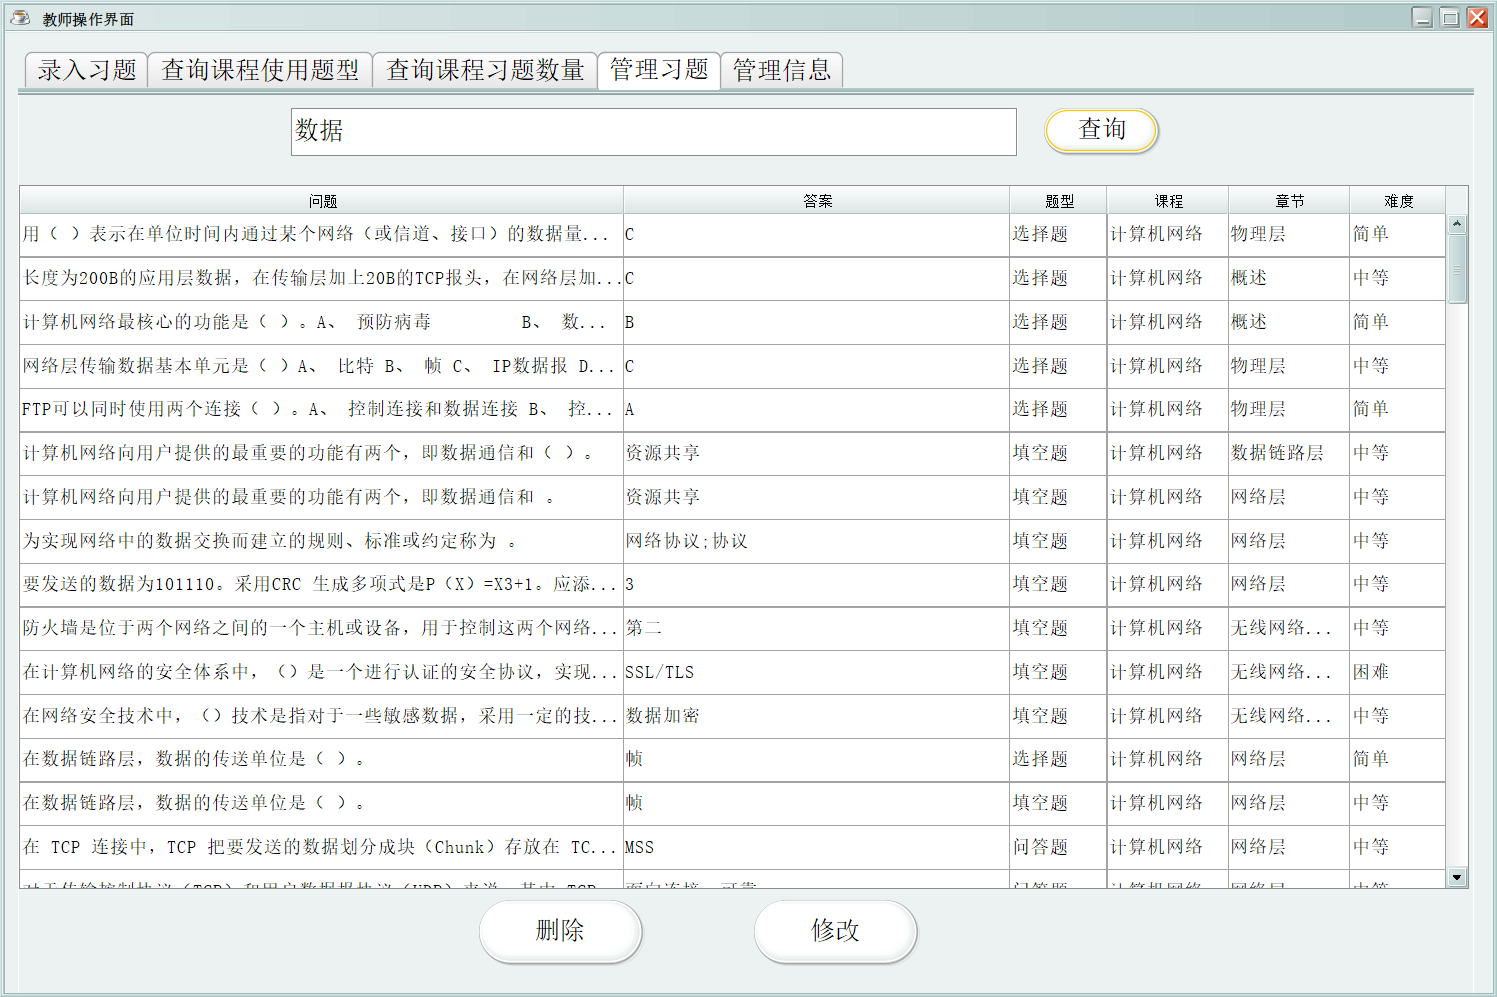 教师操作界面
录入习题 查询课程使用题型 查询课程习题数量 管理习题 管理信息
数据 查询
问题 答案 题型 课程 章节 难度
用（ ）表示在单位时间内通过某个网络（或信道、接口）的数据量... C 选择题 计算机网络 物理层 简单
长度为200B的应用层数据，在传输层加上20B的TCP报头，在网络层加... C 选择题 计算机网络 概述 中等
计算机网络最核心的功能是（ ）。A、 预防病毒 B、 数... B 选择题 计算机网络 概述 简单
网络层传输数据基本单元是（ ）A、 比特 B、 帧 C、 IP数据报 D... C 选择题 计算机网络 物理层 中等
FTP可以同时使用两个连接（ ）。A、 控制连接和数据连接 B、 控... A 选择题 计算机网络 物理层 简单
计算机网络向用户提供的最重要的功能有两个，即数据通信和（ ）。 资源共享 填空题 计算机网络 数据链路层 中等
计算机网络向用户提供的最重要的功能有两个，即数据通信和 。 资源共享 填空题 计算机网络 网络层 中等
为实现网络中的数据交换而建立的规则、标准或约定称为 。 网络协议;协议 填空题 计算机网络 网络层 中等
要发送的数据为101110。采用CRC 生成多项式是P（X）=X3+1。应添... 3 填空题 计算机网络 网络层 中等
防火墙是位于两个网络之间的一个主机或设备，用于控制这两个网络... 第二 填空题 计算机网络 无线网络... 中等
在计算机网络的安全体系中，（）是一个进行认证的安全协议，实现... SSL/TLS 填空题 计算机网络 无线网络... 困难
在网络安全技术中，（）技术是指对于一些敏感数据，采用一定的技... 数据加密 填空题 计算机网络 无线网络... 中等
在数据链路层，数据的传送单位是（ ）。 帧 选择题 计算机网络 网络层 简单
在数据链路层，数据的传送单位是（ ）。 帧 填空题 计算机网络 网络层 中等
在 TCP 连接中，TCP 把要发送的数据划分成块（Chunk）存放在 TC... MSS 问答题 计算机网络 网络层 中等
删除 修改